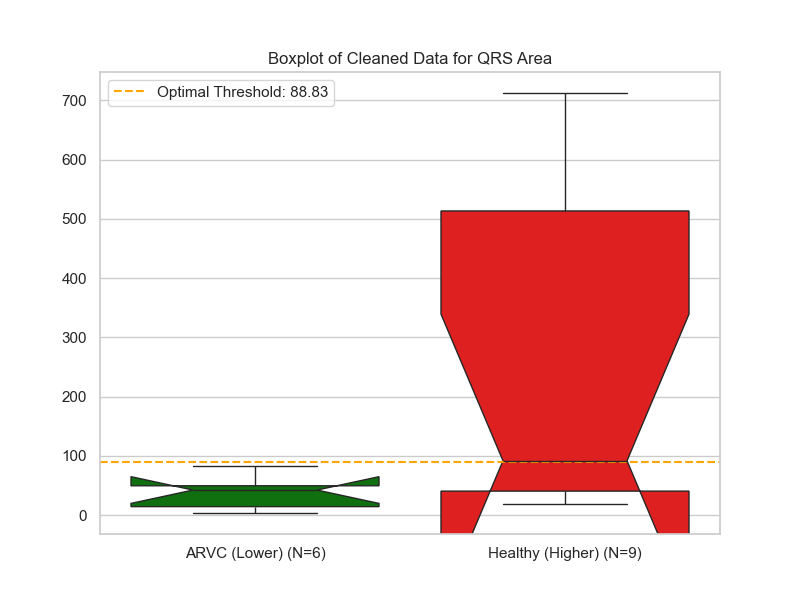 Boxplot of Cleaned Data for QRS Area
Optimal Threshold: 88.83
700
600
500
400
300
200
100
0
ARVC (Lower) (N=6)
Healthy (Higher) (N=9)